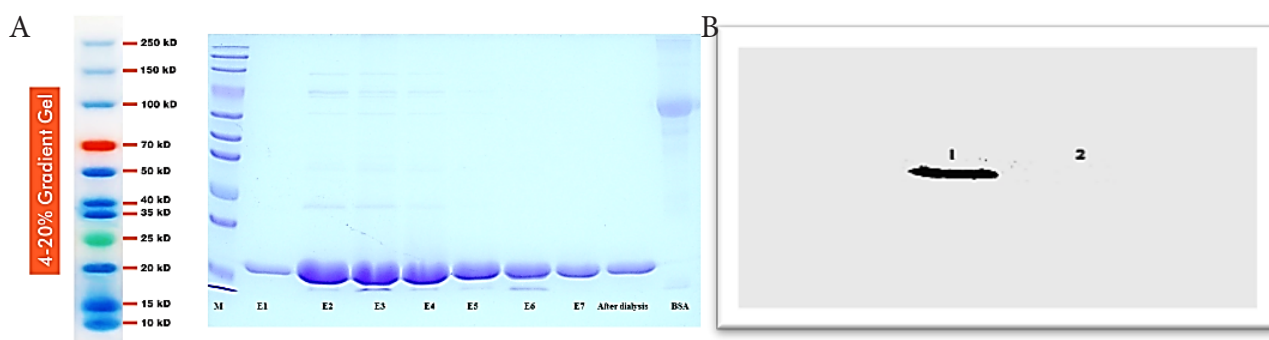 A
4-20% Gradient Gel
250 kD
150 kD
100 kD
70 kD
50 kD
40 kD
35 kD
25 kD
20 kD
15 kD
10 kD
M E1 E2 E3 E4 E5 E6 E7 After dialysis BSA
B
1 2